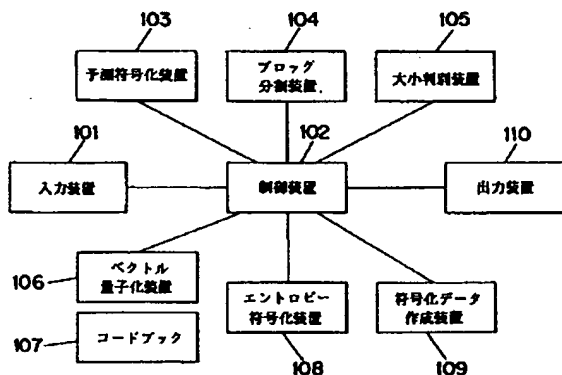 103
104
105
予測符号化装置
ブロッグ
分割装置
大小判別装置
101
102
110
入力装置
制御装置
出力装置
106
ベクトル
量子化装置
エントロピー
符号化装置
符号化データ
作成装置
107
コードブック
108
109